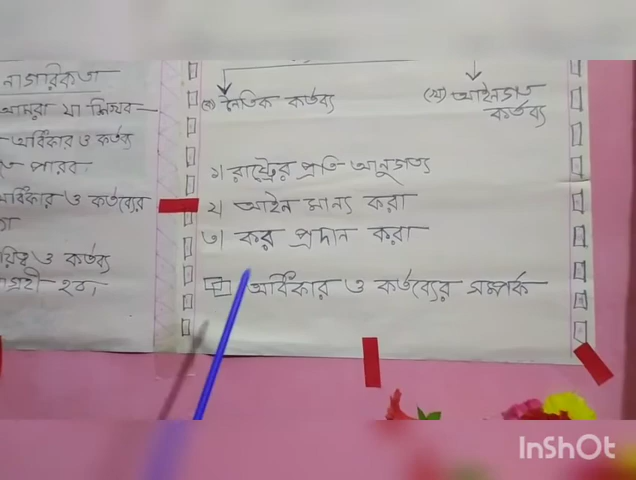 নাগরিকতা
আমরা যা শিখব —
অধিকার ও কর্তব্য
পারব।
অধিকার ও কর্তব্যের
ও কর্তব্য
হব।
(ক) নৈতিক কর্তব্য
(খ) আইনগত
কর্তব্য
১) রাষ্ট্রের প্রতি আনুগত্য
২) আইন মান্য করা
৩) কর প্রদান করা
অধিকার ও কর্তব্যের সম্পর্ক
InShOt